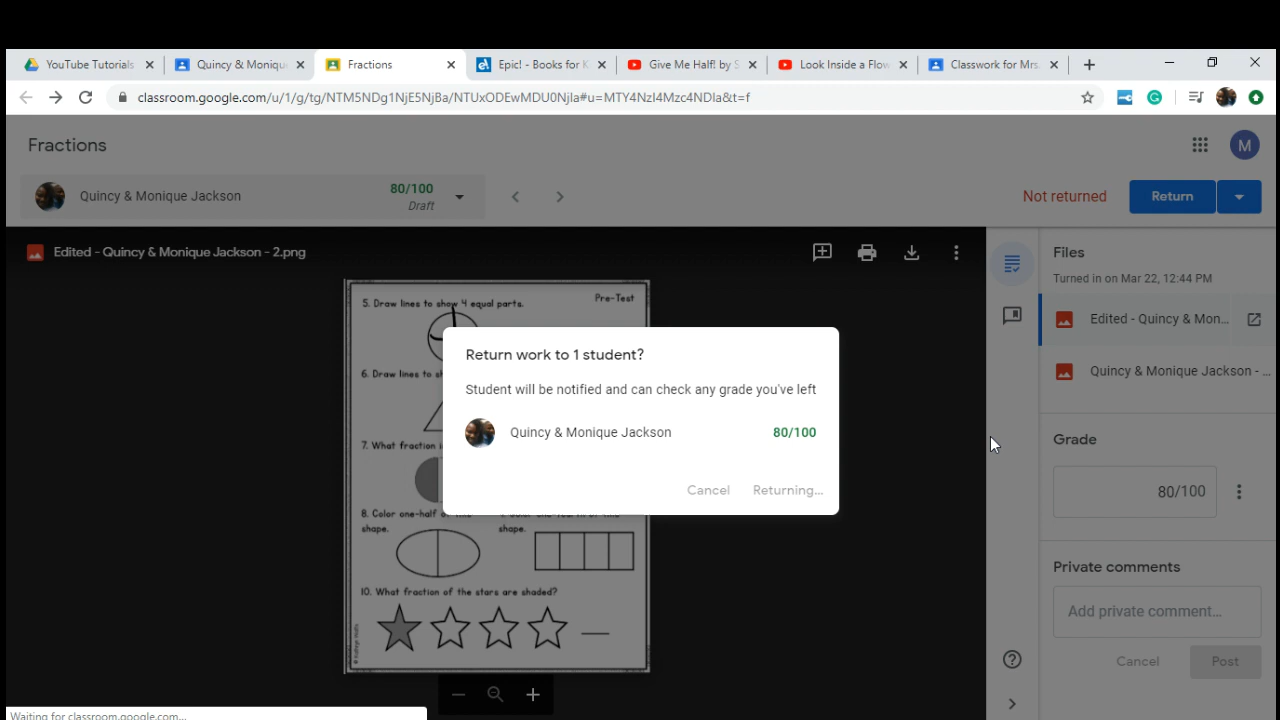 YouTube Tutorials
Quincy & Monique
Fractions
Epic! - Books for K
Give Me Half! by S
Look Inside a Flow
Classwork for Mrs.
classroom.google.com/u/1/g/tg/NTM5NDg1NjE5NjBa/NTUxODEwMDU0NjIa#u=MTY4NzI4Mzc4NDIa&t=f
Fractions
M
Quincy & Monique Jackson
80/100
Draft
Not returned
Return
Edited - Quincy & Monique Jackson - 2.png
Files
Turned in on Mar 22, 12:44 PM
Edited - Quincy & Mon...
Quincy & Monique Jackson - ...
Pre-Test
5. Draw lines to show 4 equal parts.
6. Draw lines to sh
7. What fraction i
8. Color one-half of
shape.
shape.
10. What fraction of the stars are shaded?
Return work to 1 student?
Student will be notified and can check any grade you've left
Quincy & Monique Jackson
80/100
Cancel
Returning...
Grade
80/100
Private comments
Add private comment...
Cancel
Post
Waiting for classroom.google.com...